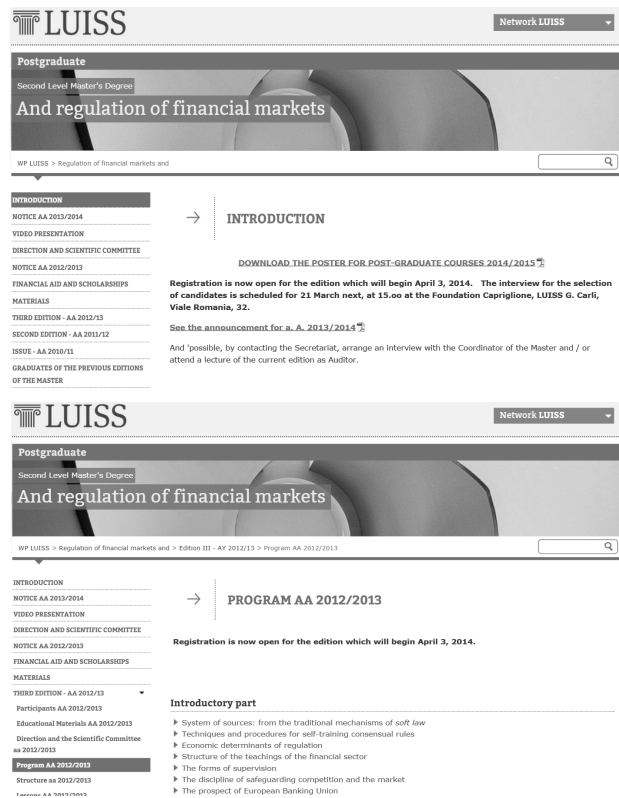 LUISS
Network LUISS
Postgraduate
Second Level Master's Degree
And regulation of financial markets
WP LUISS > Regulation of financial markets and
INTRODUCTION
NOTICE AA 2013/2014
VIDEO PRESENTATION
DIRECTION AND SCIENTIFIC COMMITTEE
NOTICE AA 2012/2013
FINANCIAL AID AND SCHOLARSHIPS
MATERIALS
THIRD EDITION - AA 2012/13
SECOND EDITION - AA 2011/12
ISSUE - AA 2010/11
GRADUATES OF THE PREVIOUS EDITIONS
OF THE MASTER
→ INTRODUCTION
DOWNLOAD THE POSTER FOR POST-GRADUATE COURSES 2014/2015
Registration is now open for the edition which will begin April 3, 2014. The interview for the selection
of candidates is scheduled for 21 March next, at 15.oo at the Foundation Capriglione, LUISS G. Carli,
Viale Romania, 32.
See the announcement for a. A. 2013/2014
And 'possible, by contacting the Secretariat, arrange an interview with the Coordinator of the Master and / or
attend a lecture of the current edition as Auditor.
LUISS
Network LUISS
Postgraduate
Second Level Master's Degree
And regulation of financial markets
WP LUISS > Regulation of financial markets and > Edition III - AY 2012/13 > Program AA 2012/2013
INTRODUCTION
NOTICE AA 2013/2014
VIDEO PRESENTATION
DIRECTION AND SCIENTIFIC COMMITTEE
NOTICE AA 2012/2013
FINANCIAL AID AND SCHOLARSHIPS
MATERIALS
THIRD EDITION - AA 2012/13
Participants AA 2012/2013
Educational Materials AA 2012/2013
Direction and the Scientific Committee
aa 2012/2013
Program AA 2012/2013
Structure aa 2012/2013
Lessons AA 2012/2013
→ PROGRAM AA 2012/2013
Registration is now open for the edition which will begin April 3, 2014.
Introductory part
System of sources: from the traditional mechanisms of soft law
Techniques and procedures for self-training consensual rules
Economic determinants of regulation
Structure of the teachings of the financial sector
The forms of supervision
The discipline of safeguarding competition and the market
The prospect of European Banking Union